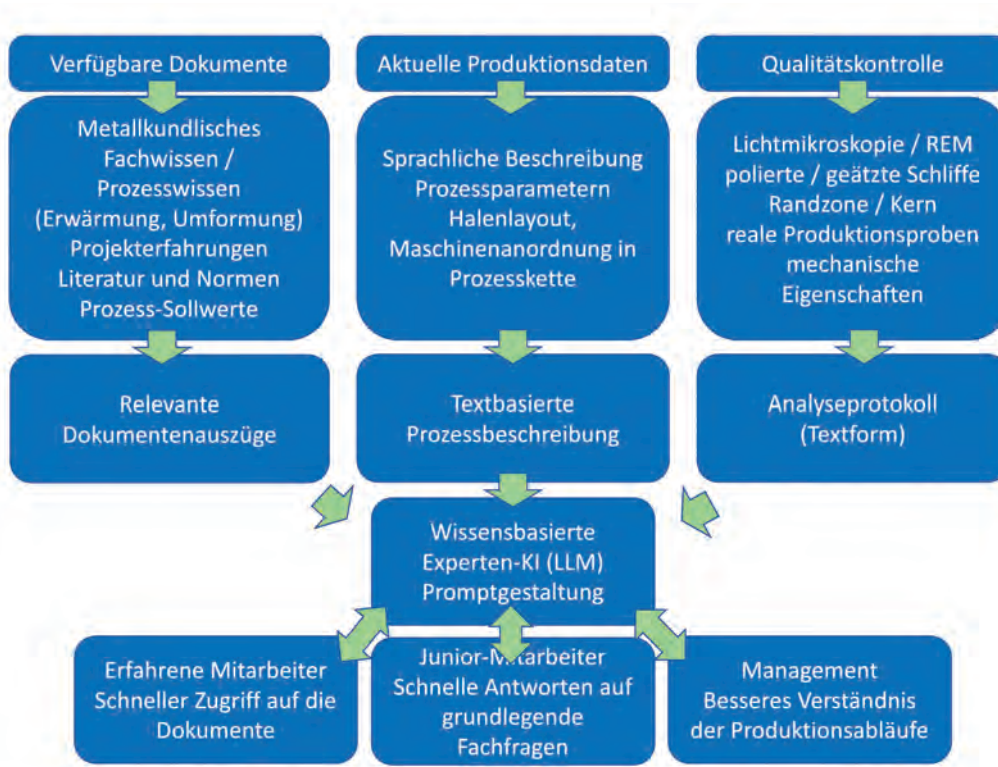 Verfügbare Dokumente
Aktuelle Produktionsdaten
Qualitätskontrolle
Metallkundlisches
Fachwissen /
Prozesswissen
(Erwärmung, Umformung)
Projekterfahrungen
Literatur und Normen
Prozess-Sollwerte
Sprachliche Beschreibung
Prozessparametern
Halenlayout,
Maschinenanordnung in
Prozesskette
Lichtmikroskopie / REM
polierte / geätzte Schliffe
Randzone / Kern
reale Produktionsproben
mechanische
Eigenschaften
Relevante
Dokumentenauszüge
Textbasierte
Prozessbeschreibung
Analyseprotokoll
(Textform)
Wissensbasierte
Experten-KI (LLM)
Promptgestaltung
Erfahrene Mitarbeiter
Schneller Zugriff auf die
Dokumente
Junior-Mitarbeiter
Schnelle Antworten auf
grundlegende
Fachfragen
Management
Besseres Verständnis
der Produktionsabläufe